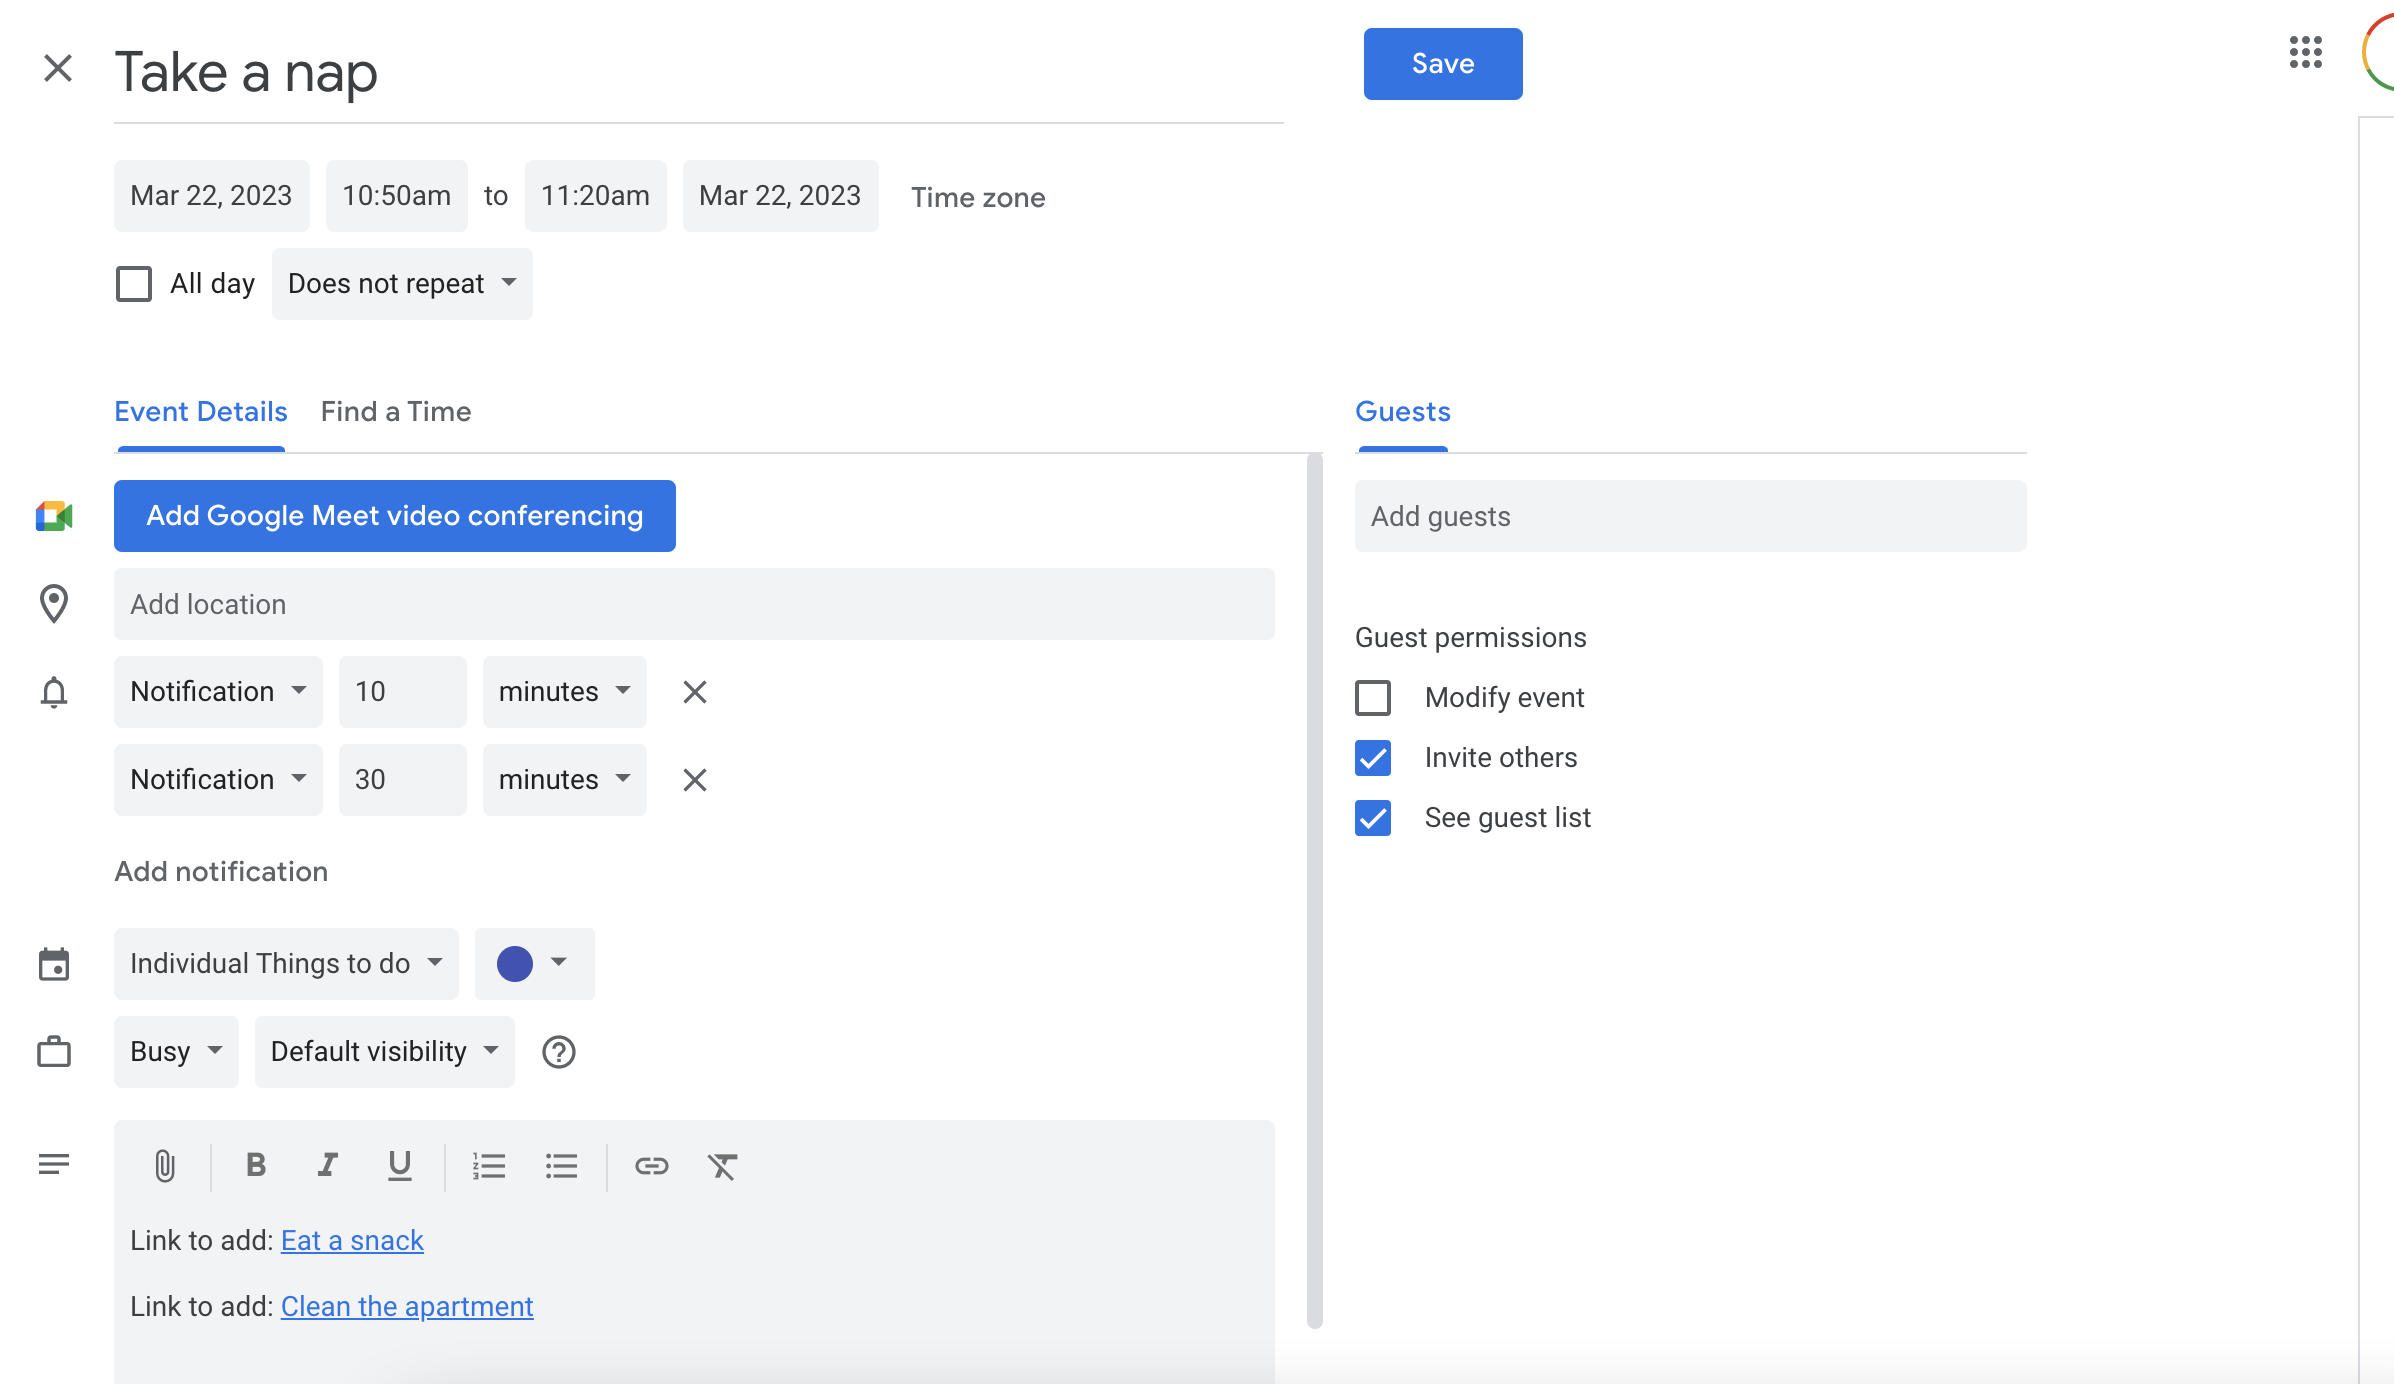 Take a nap
Save
Mar 22, 2023 10:50am to 11:20am Mar 22, 2023 Time zone
All day Does not repeat
Event Details Find a Time
Guests
Add Google Meet video conferencing
Add guests
Add location
Guest permissions
Notification 10 minutes
Modify event
Invite others
Notification 30 minutes
See guest list
Add notification
Individual Things to do
Busy Default visibility
Link to add: Eat a snack
Link to add: Clean the apartment